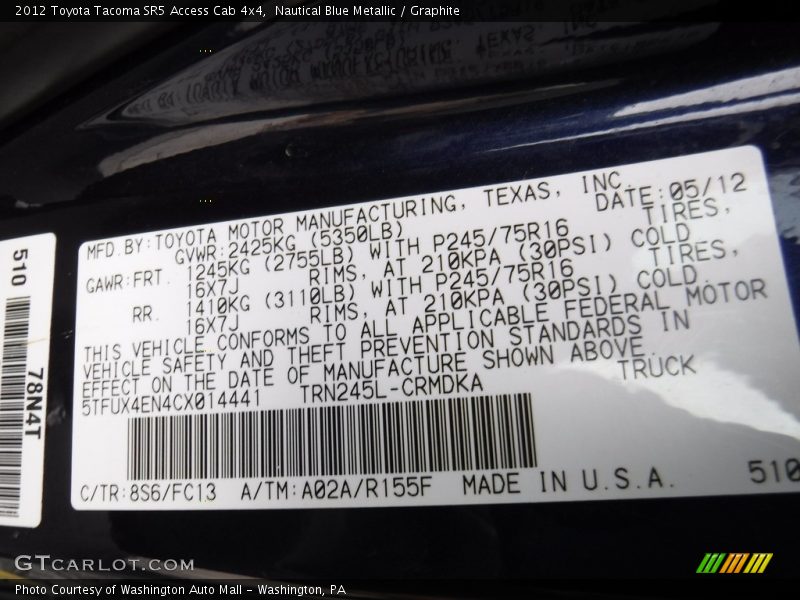 2012 Toyota Tacoma SR5 Access Cab 4x4, Nautical Blue Metallic / Graphite
MFD.BY:TOYOTA MOTOR MANUFACTURING, TEXAS, INC.
GVWR:2425KG (5350LB) DATE:05/12
GAWR:FRT. 1245KG (2755LB) WITH P245/75R16 TIRES,
16X7J RIMS, AT 210KPA (30PSI) COLD
RR. 1410KG (3110LB) WITH P245/75R16 TIRES,
16X7J RIMS, AT 210KPA (30PSI) COLD
THIS VEHICLE CONFORMS TO ALL APPLICABLE FEDERAL MOTOR
VEHICLE SAFETY AND THEFT PREVENTION STANDARDS IN
EFFECT ON THE DATE OF MANUFACTURE SHOWN ABOVE.
5TFUX4EN4CX014441 TRN245L-CRMDKA TRUCK
C/TR:8S6/FC13 A/TM:A02A/R155F MADE IN U.S.A.
510
510
78N4T
GTCARLOT.COM
Photo Courtesy of Washington Auto Mall - Washington, PA